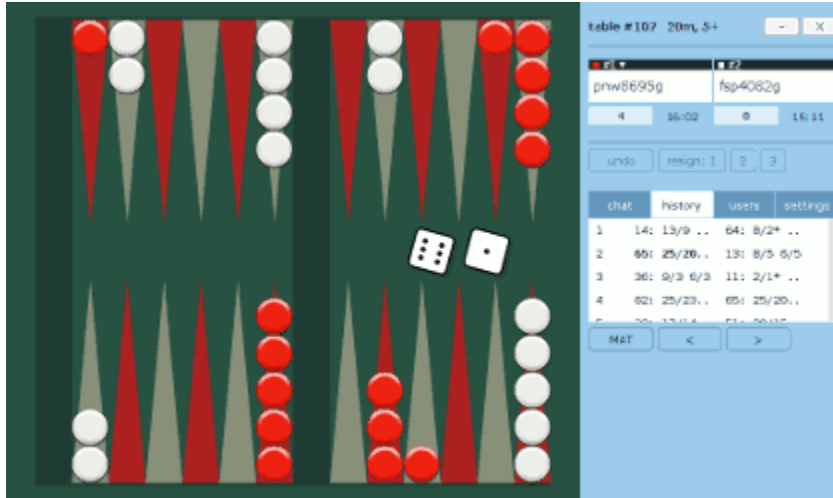 table #107 20m, 5+
- X
pnw8695g fsp4082g
4 16:02 0 16:11
undo resign: 1 2 3
chat history users settings
1 14: 13/9 .. 64: 8/2* ..
2 65: 25/20.. 13: 8/5 6/5
3 36: 9/3 6/3 11: 2/1* ..
4 62: 25/23.. 65: 25/20..
MAT < >